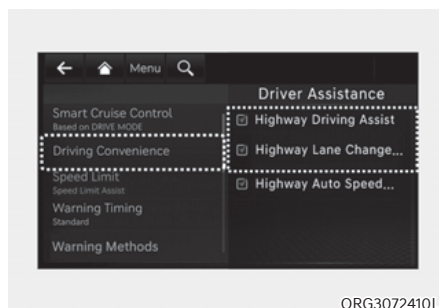 Menu
Driver Assistance
Smart Cruise Control
Based on DRIVE MODE
Driving Convenience
Speed Limit
Speed Limit Assist
Warning Timing
Standard
Warning Methods
Highway Driving Assist
Highway Lane Change...
Highway Auto Speed...
ORG3072410L